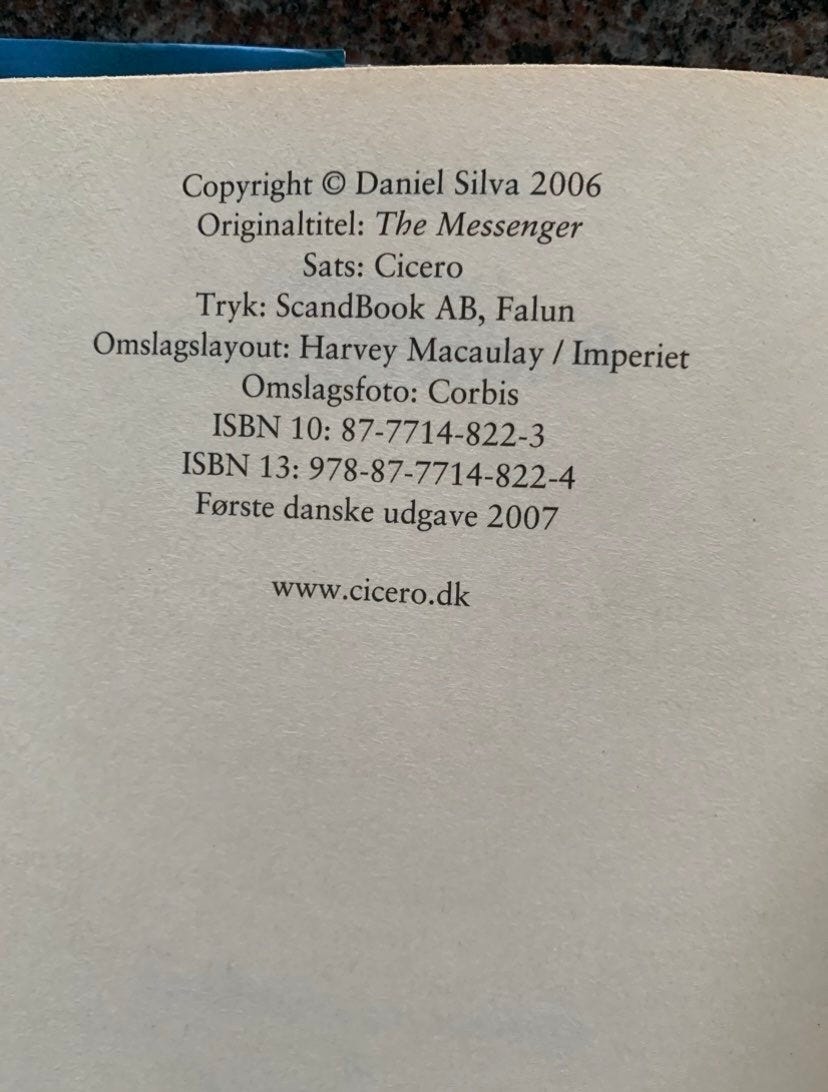 Copyright © Daniel Silva 2006
Originaltitel: The Messenger
Sats: Cicero
Tryk: ScandBook AB, Falun
Omslagslayout: Harvey Macaulay / Imperiet
Omslagsfoto: Corbis
ISBN 10: 87-7714-822-3
ISBN 13: 978-87-7714-822-4
Første danske udgave 2007
www.cicero.dk